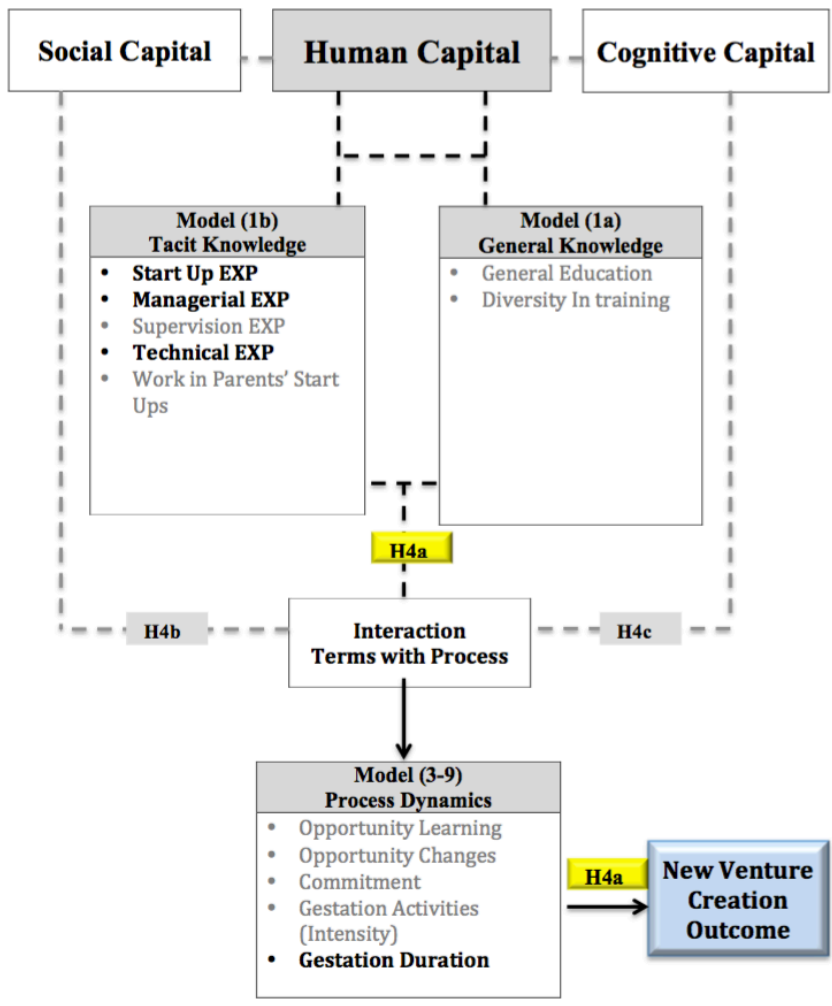 Social Capital
Human Capital
Cognitive Capital
Model (1b)
Tacit Knowledge
• Start Up EXP
• Managerial EXP
• Supervision EXP
• Technical EXP
• Work in Parents' Start
Ups
Model (1a)
General Knowledge
• General Education
• Diversity In training
H4a
H4b
Interaction
Terms with Process
H4c
Model (3-9)
Process Dynamics
• Opportunity Learning
• Opportunity Changes
• Commitment
• Gestation Activities
(Intensity)
• Gestation Duration
H4a
New Venture
Creation
Outcome